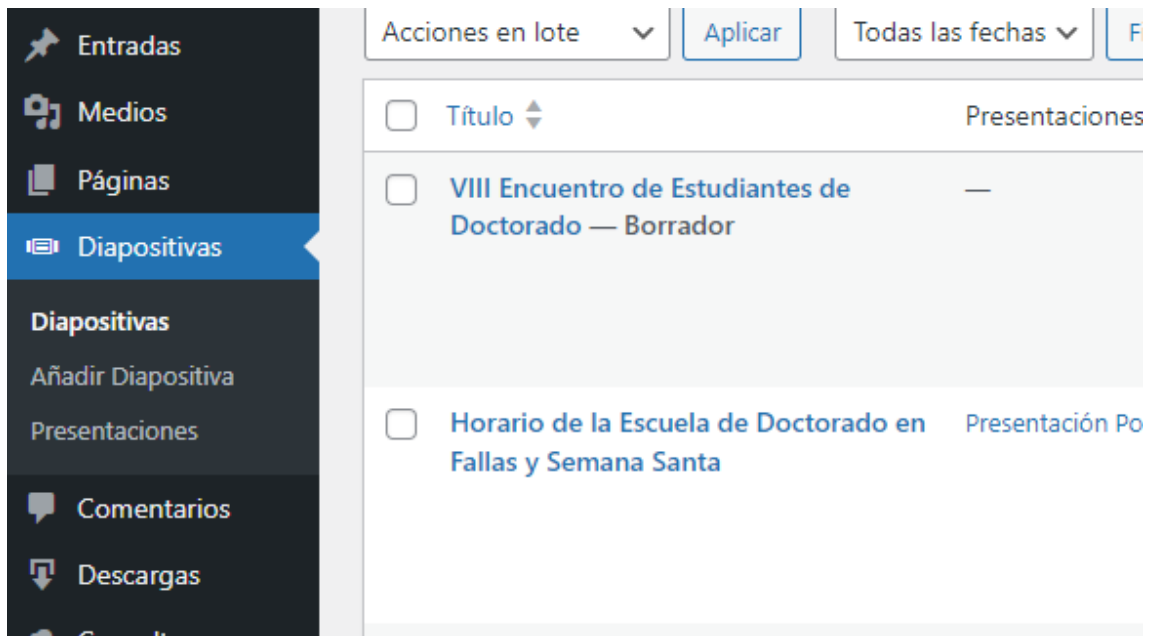 Entradas
Medios
Páginas
Diapositivas
Diapositivas
Añadir Diapositiva
Presentaciones
Comentarios
Descargas
Acciones en lote
Aplicar
Todas las fechas
Título
Presentaciones
VIII Encuentro de Estudiantes de
Doctorado — Borrador
—
Horario de la Escuela de Doctorado en
Fallas y Semana Santa
Presentación Po